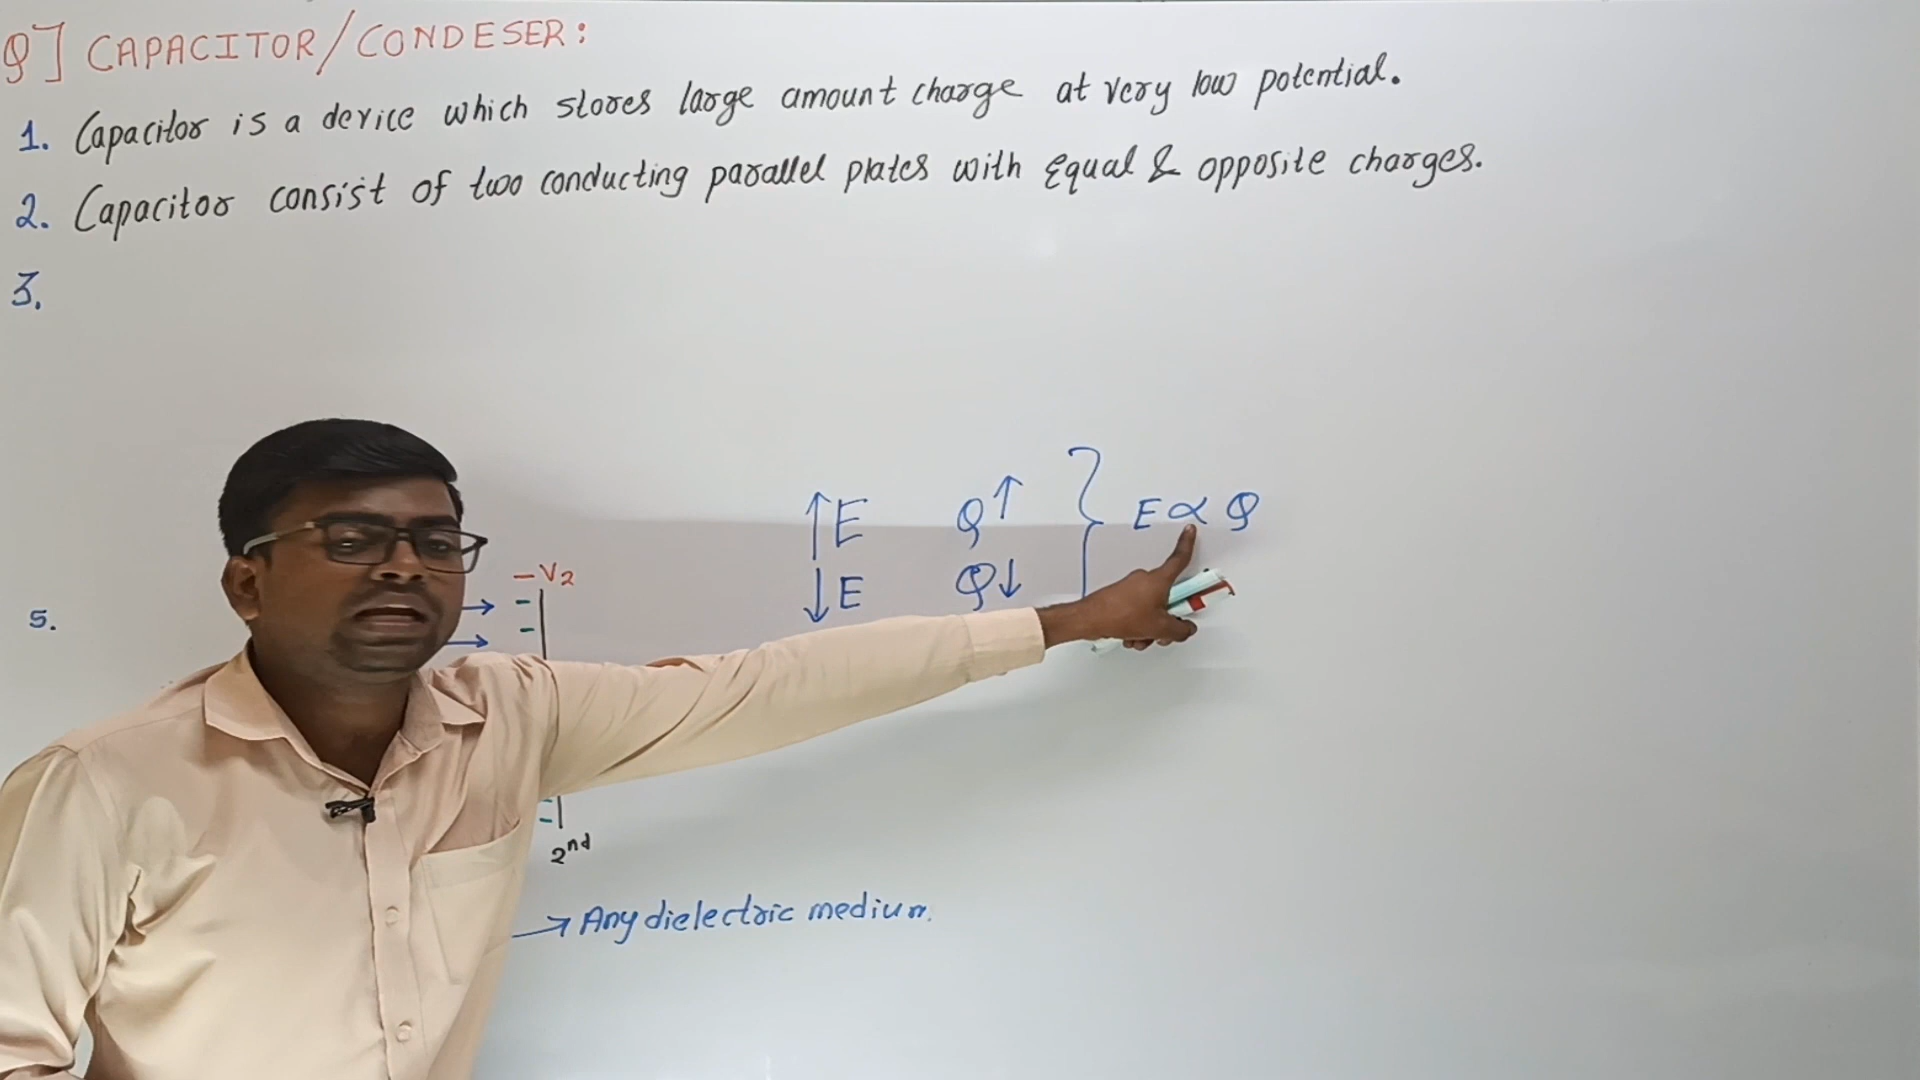 Q] CAPACITOR/CONDESER:
1. Capacitor is a device which stores large amount charge at very low potential.
2. Capacitor consist of two conducting parallel plates with Equal & opposite charges.
3.
↑E Q↑ } E ∝ Q
↓E Q↓
5.
-V2
2nd
→ Any dielectric medium.